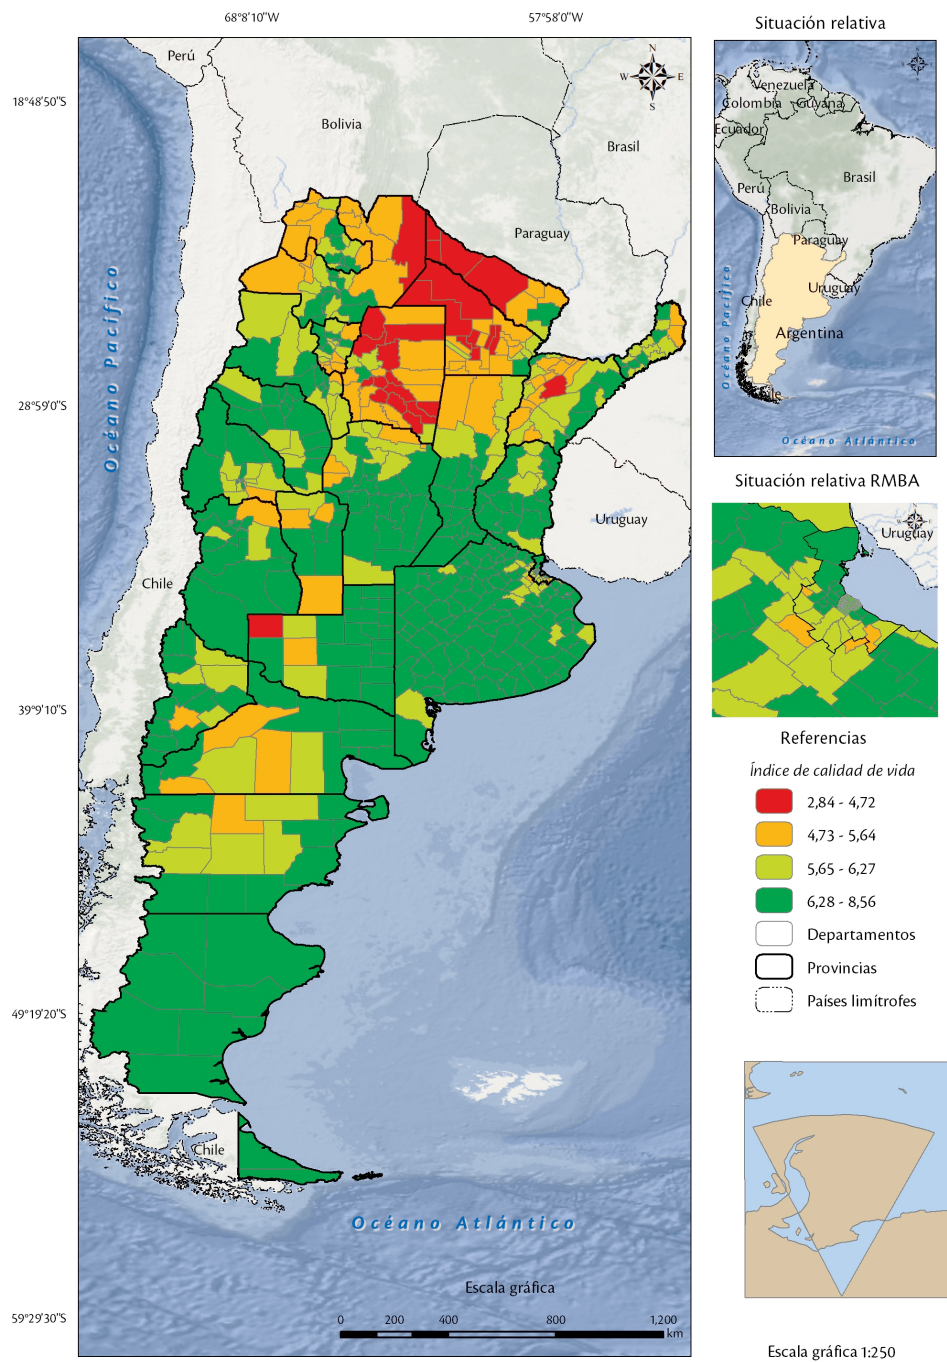 68°8'10"W
57°58'0"W
Situación relativa
Perú
N
W
E
S
18°48'50"S
Bolivia
Brasil
Paraguay
Venezuela
Colombia
Guyana
Ecuador
Brasil
Perú
Bolivia
Paraguay
Uruguay
Chile
Argentina
Océano Pacífico
Océano Atlántico
Océano Pacífico
28°59'0"S
Situación relativa RMBA
Uruguay
Uruguay
Chile
39°9'10"S
Referencias
Índice de calidad de vida
2,84 - 4,72
4,73 - 5,64
5,65 - 6,27
6,28 - 8,56
Departamentos
Provincias
Países limítrofes
49°19'20"S
Chile
Océano Atlántico
Escala gráfica
59°29'30"S
0 200 400 800 1,200
km
Escala gráfica 1:250